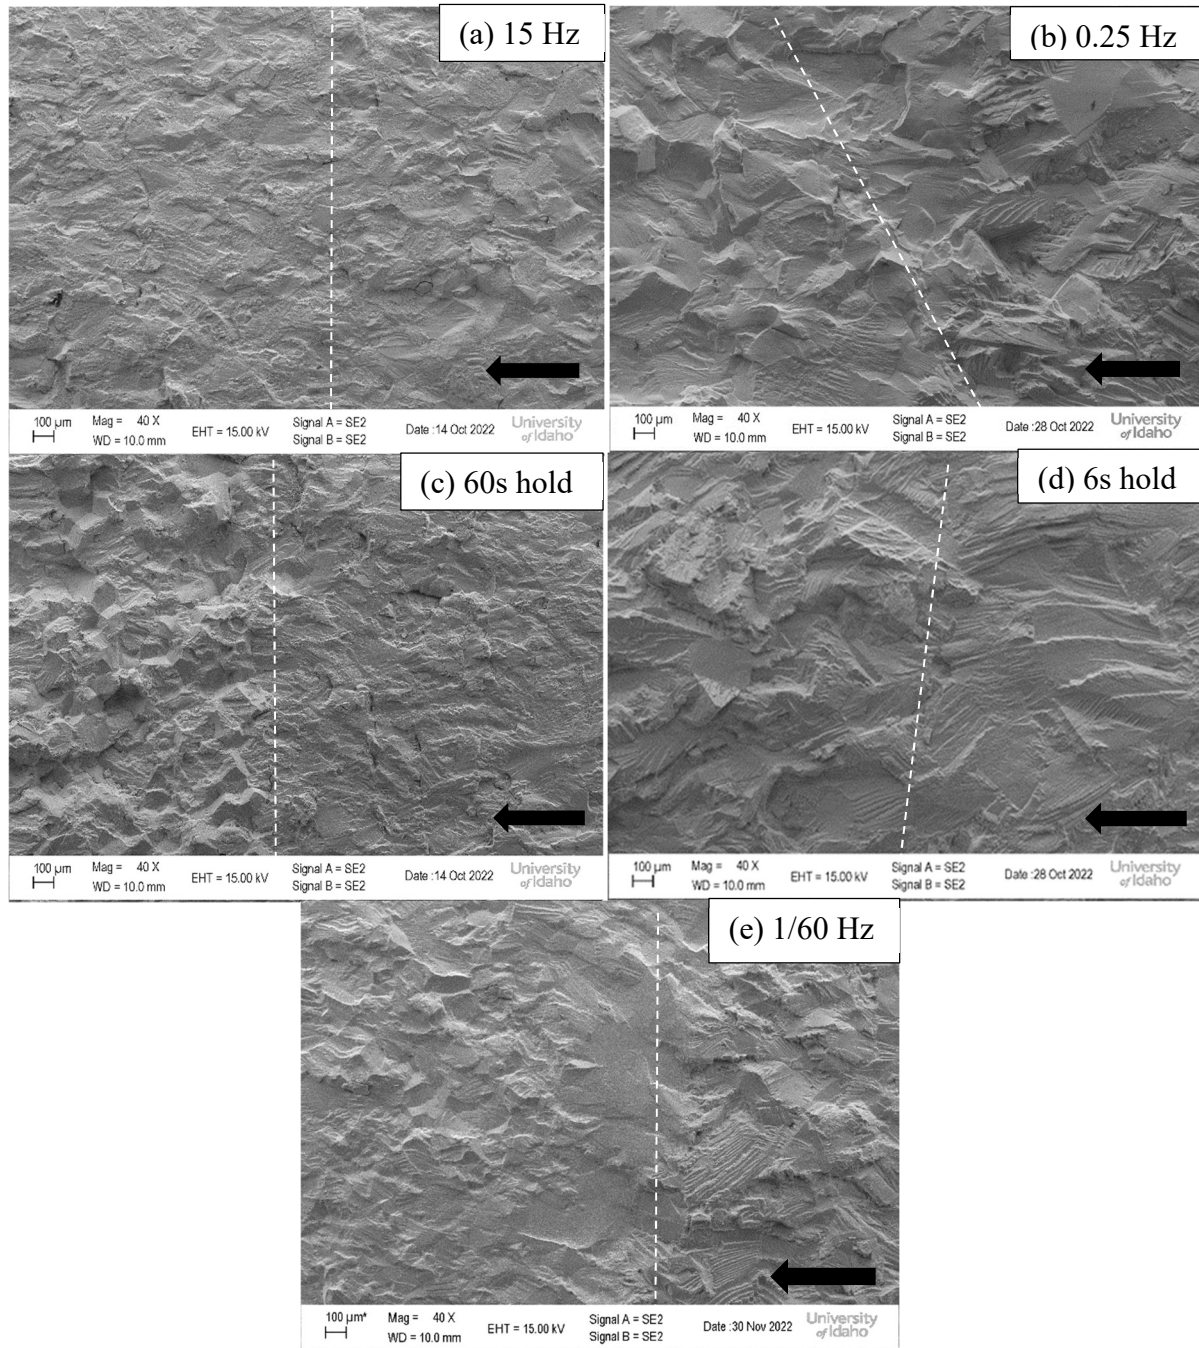 (a) 15 Hz
(b) 0.25 Hz
100 µm
Mag = 40 X
WD = 10.0 mm
EHT = 15.00 kV
Signal A = SE2
Signal B = SE2
Date :14 Oct 2022
University
of Idaho
100 µm
Mag = 40 X
WD = 10.0 mm
EHT = 15.00 kV
Signal A = SE2
Signal B = SE2
Date :28 Oct 2022
University
of Idaho
(c) 60s hold
(d) 6s hold
100 µm
Mag = 40 X
WD = 10.0 mm
EHT = 15.00 kV
Signal A = SE2
Signal B = SE2
Date :14 Oct 2022
University
of Idaho
100 µm
Mag = 40 X
WD = 10.0 mm
EHT = 15.00 kV
Signal A = SE2
Signal B = SE2
Date :28 Oct 2022
University
of Idaho
(e) 1/60 Hz
100 µm*
Mag = 40 X
WD = 10.0 mm
EHT = 15.00 kV
Signal A = SE2
Signal B = SE2
Date :30 Nov 2022
University
of Idaho